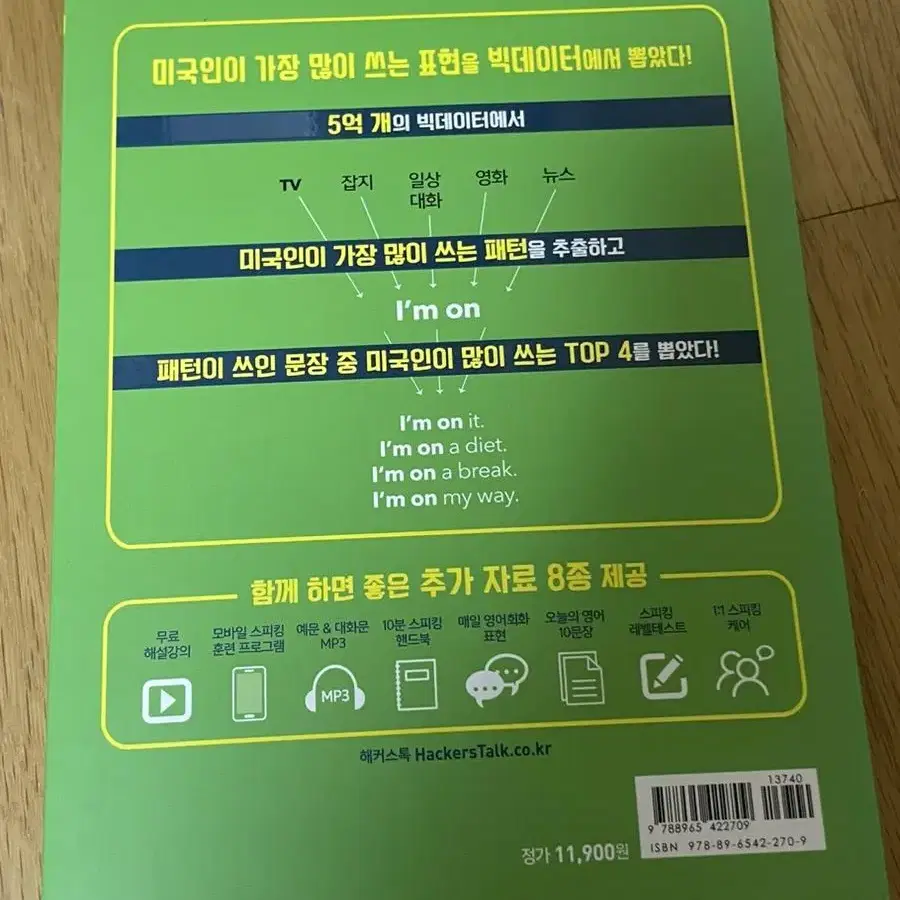 미국인이 가장 많이 쓰는 표현을 빅데이터에서 뽑았다!
5억 개의 빅데이터에서
TV 잡지 일상 대화 영화 뉴스
미국인이 가장 많이 쓰는 패턴을 추출하고
I'm on
패턴이 쓰인 문장 중 미국인이 많이 쓰는 TOP 4를 뽑았다!
I'm on it.
I'm on a diet.
I'm on a break.
I'm on my way.
함께 하면 좋은 추가 자료 8종 제공
무료
해설강의
모바일 스피킹
훈련 프로그램
예문 & 대화문
MP3
MP3
10분 스피킹
핸드북
매일 영어회화
표현
오늘의 영어
10문장
스피킹
레벨테스트
1:1 스피킹
케어
해커스톡 HackersTalk.co.kr
정가 11,900원
13740
9 788965 422709
ISBN 978-89-6542-270-9